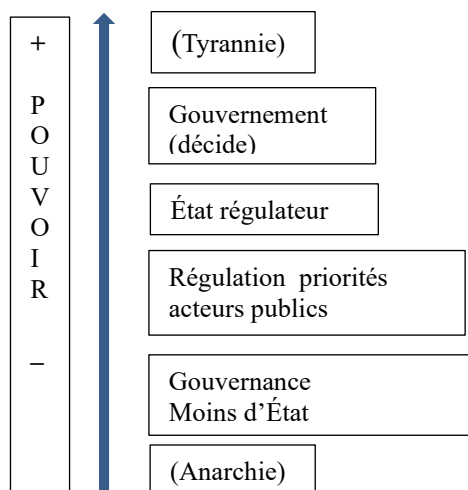 +
P
O
U
V
O
I
R
–
(Tyrannie)
Gouvernement
(décide)
État régulateur
Régulation priorités
acteurs publics
Gouvernance
Moins d’État
(Anarchie)